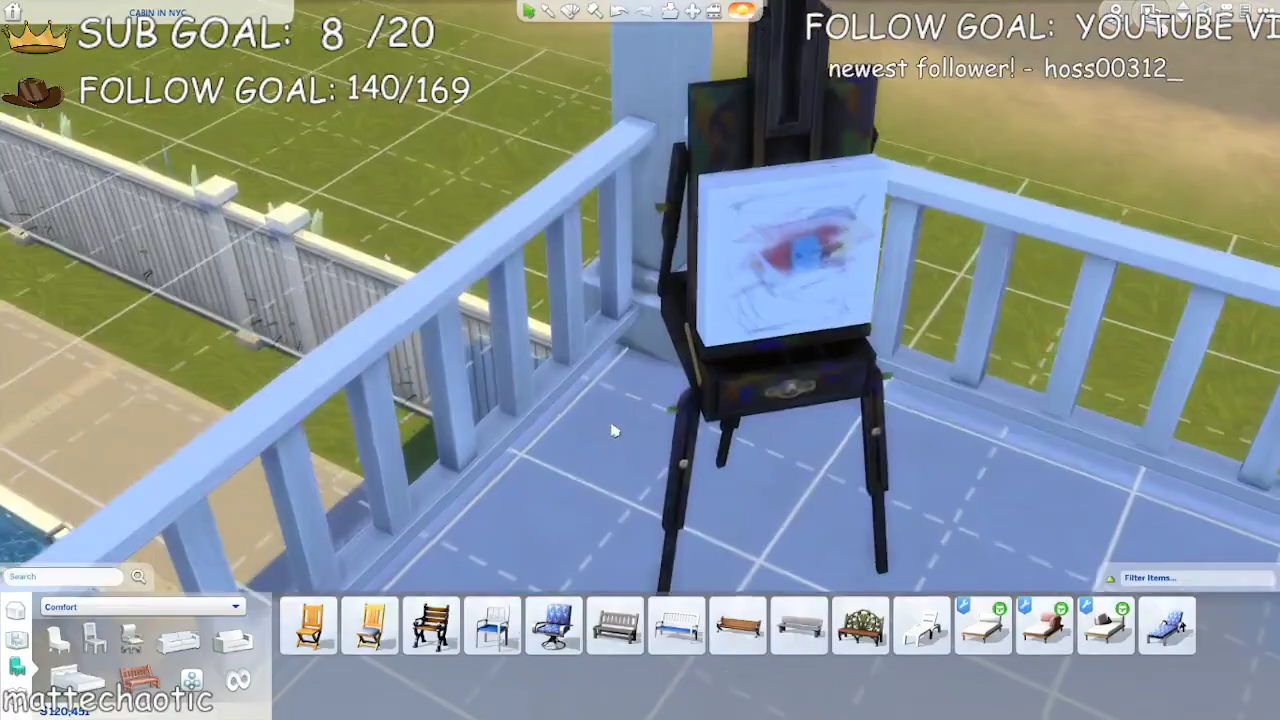 CABIN IN NYC
SUB GOAL: 8 /20
FOLLOW GOAL: 140/169
FOLLOW GOAL: YOUTUBE VI
newest follower! - hoss00312_
Search
Filter Items...
Comfort
mattechaotic